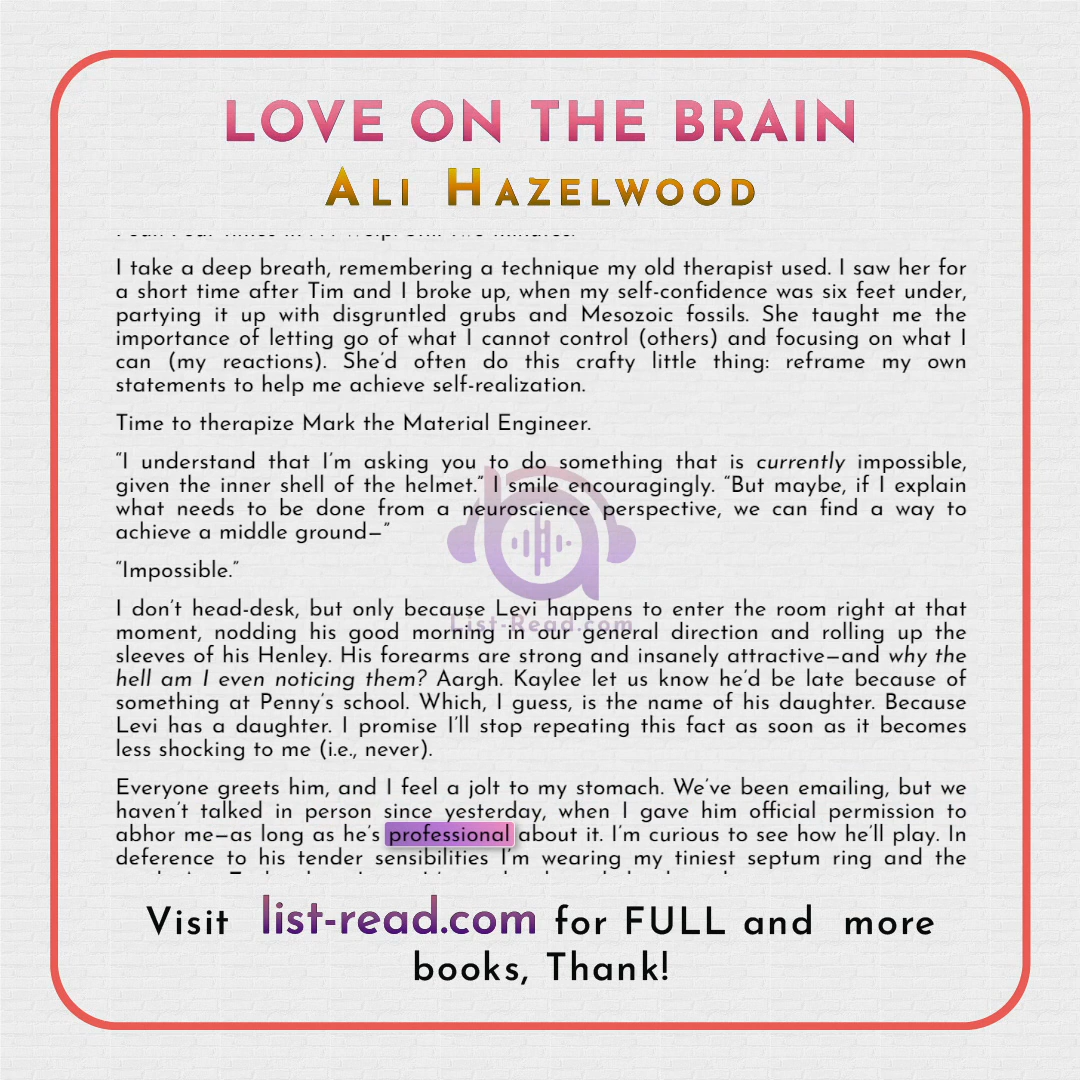 LOVE ON THE BRAIN
ALI HAZELWOOD
I take a deep breath, remembering a technique my old therapist used. I saw her for
a short time after Tim and I broke up, when my self-confidence was six feet under,
partying it up with disgruntled grubs and Mesozoic fossils. She taught me the
importance of letting go of what I cannot control (others) and focusing on what I
can (my reactions). She’d often do this crafty little thing: reframe my own
statements to help me achieve self-realization.
Time to therapize Mark the Material Engineer.
“I understand that I’m asking you to do something that is currently impossible,
given the inner shell of the helmet.” I smile encouragingly. “But maybe, if I explain
what needs to be done from a neuroscience perspective, we can find a way to
achieve a middle ground—”
“Impossible.”
I don’t head-desk, but only because Levi happens to enter the room right at that
List-Read.com
moment, nodding his good morning in our general direction and rolling up the
sleeves of his Henley. His forearms are strong and insanely attractive—and why the
hell am I even noticing them? Aargh. Kaylee let us know he’d be late because of
something at Penny’s school. Which, I guess, is the name of his daughter. Because
Levi has a daughter. I promise I’ll stop repeating this fact as soon as it becomes
less shocking to me (i.e., never).
Everyone greets him, and I feel a jolt to my stomach. We’ve been emailing, but we
haven’t talked in person since yesterday, when I gave him official permission to
abhor me—as long as he’s professional about it. I’m curious to see how he’ll play. In
deference to his tender sensibilities I’m wearing my tiniest septum ring and the
Visit list-read.com for FULL and more
books, Thank!